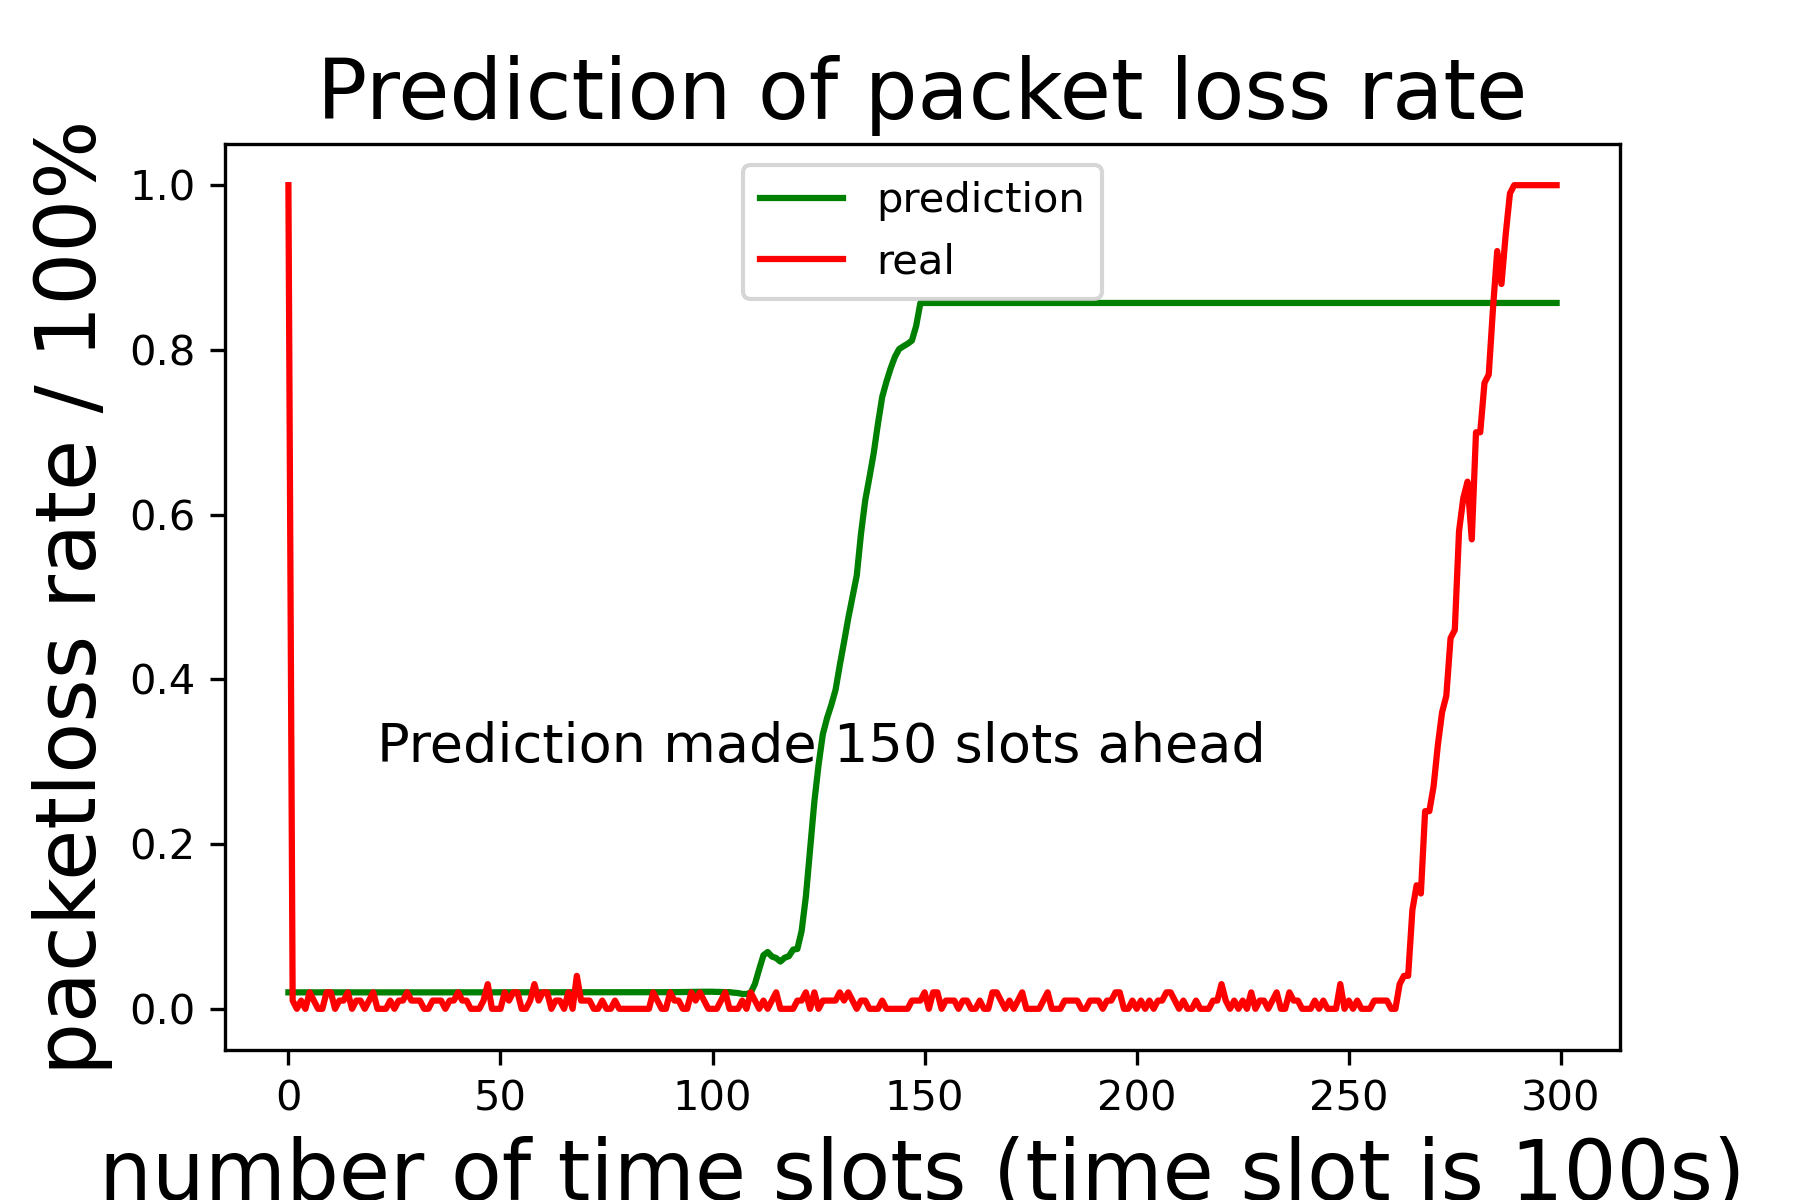 Prediction of packet loss rate
packetloss rate / 100%
1.0
0.8
0.6
0.4
0.2
0.0
prediction
real
Prediction made 150 slots ahead
0 50 100 150 200 250 300
number of time slots (time slot is 100s)